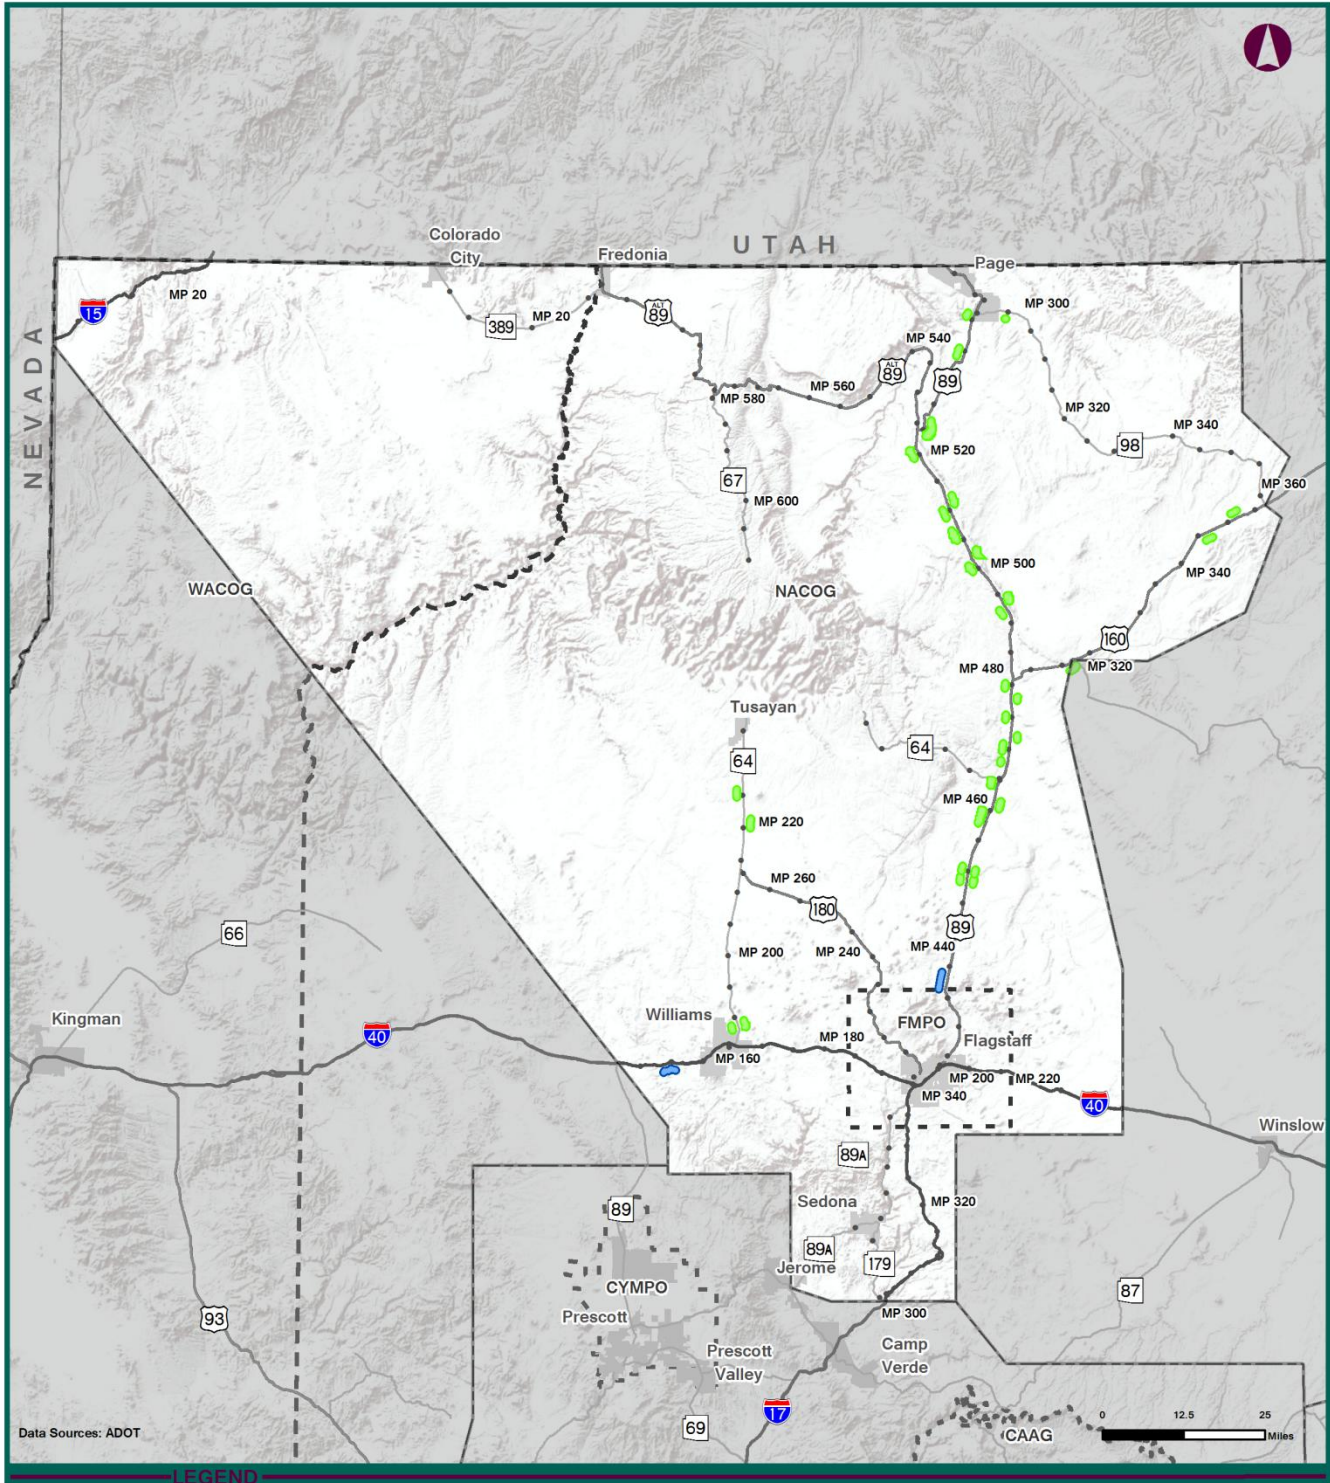 UTAH
Colorado
City
Fredonia
Page
MP 20
15
ALT
89
MP 300
389
MP 20
NEVADA
MP 540
ALT
89
89
MP 560
MP 580
MP 320
MP 340
98
MP 520
67
MP 360
MP 600
MP 500
MP 340
WACOG
NACOG
160
MP 480
MP 320
Tusayan
64
64
MP 460
MP 220
MP 260
180
66
89
MP 440
MP 240
MP 200
Williams
Kingman
FMPO
40
MP 180
Flagstaff
MP 160
MP 200
MP 220
MP 340
40
Winslow
89A
Sedona
MP 320
89
89A
179
Jerome
CYMPO
87
MP 300
93
Prescott
Camp
Verde
Prescott
Valley
17
0 12.5 25
Miles
69
CAAG
Data Sources: ADOT
LEGEND